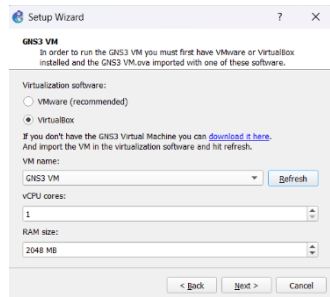 Setup Wizard ? X
GNS3 VM
In order to run the GNS3 VM you must first have VMware or VirtualBox
installed and the GNS3 VM.ova imported with one of these software.
Virtualization software:
VMware (recommended)
VirtualBox
If you don't have the GNS3 Virtual Machine you can download it here.
And import the VM in the virtualization software and hit refresh.
VM name:
GNS3 VM Refresh
vCPU cores:
1
RAM size:
2048 MB
< Back Next > Cancel